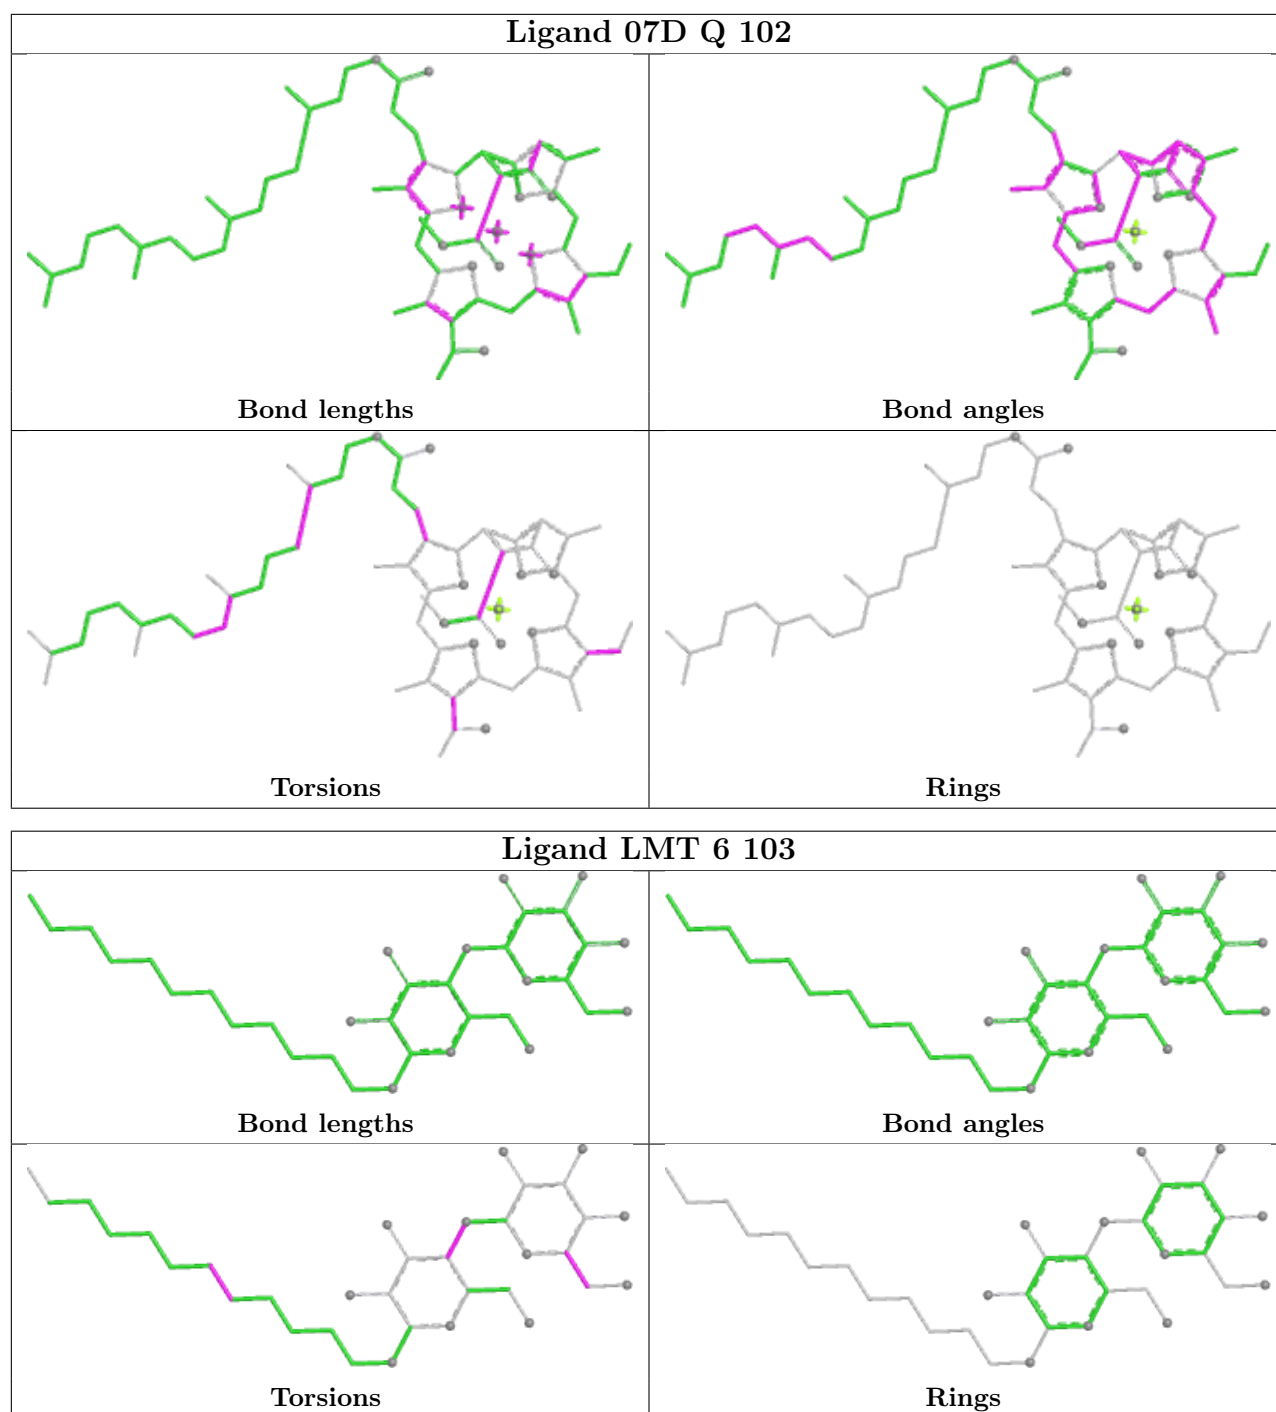 Ligand 07D Q 102
Bond lengths
Bond angles
Torsions
Rings
Ligand LMT 6 103
Bond lengths
Bond angles
Torsions
Rings